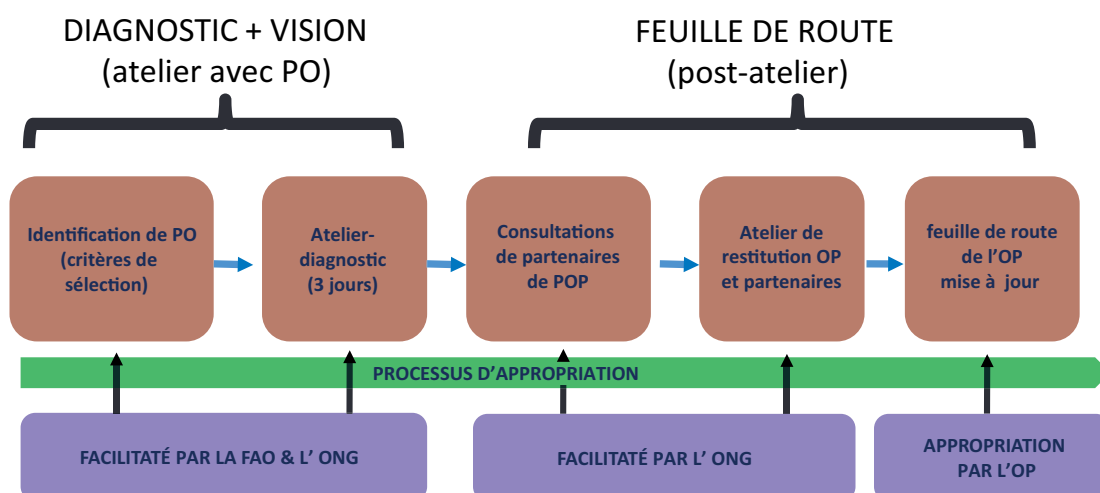 DIAGNOSTIC + VISION
(atelier avec PO)
FEUILLE DE ROUTE
(post-atelier)
Identification de PO
(critères de
sélection)
Atelier-
diagnostic
(3 jours)
Consultations
de partenaires
de POP
Atelier de
restitution OP
et partenaires
feuille de route
de l’OP
mise à jour
PROCESSUS D’APPROPRIATION
FACILITATÉ PAR LA FAO & L’ ONG
FACILITATÉ PAR L’ ONG
APPROPRIATION
PAR L’OP